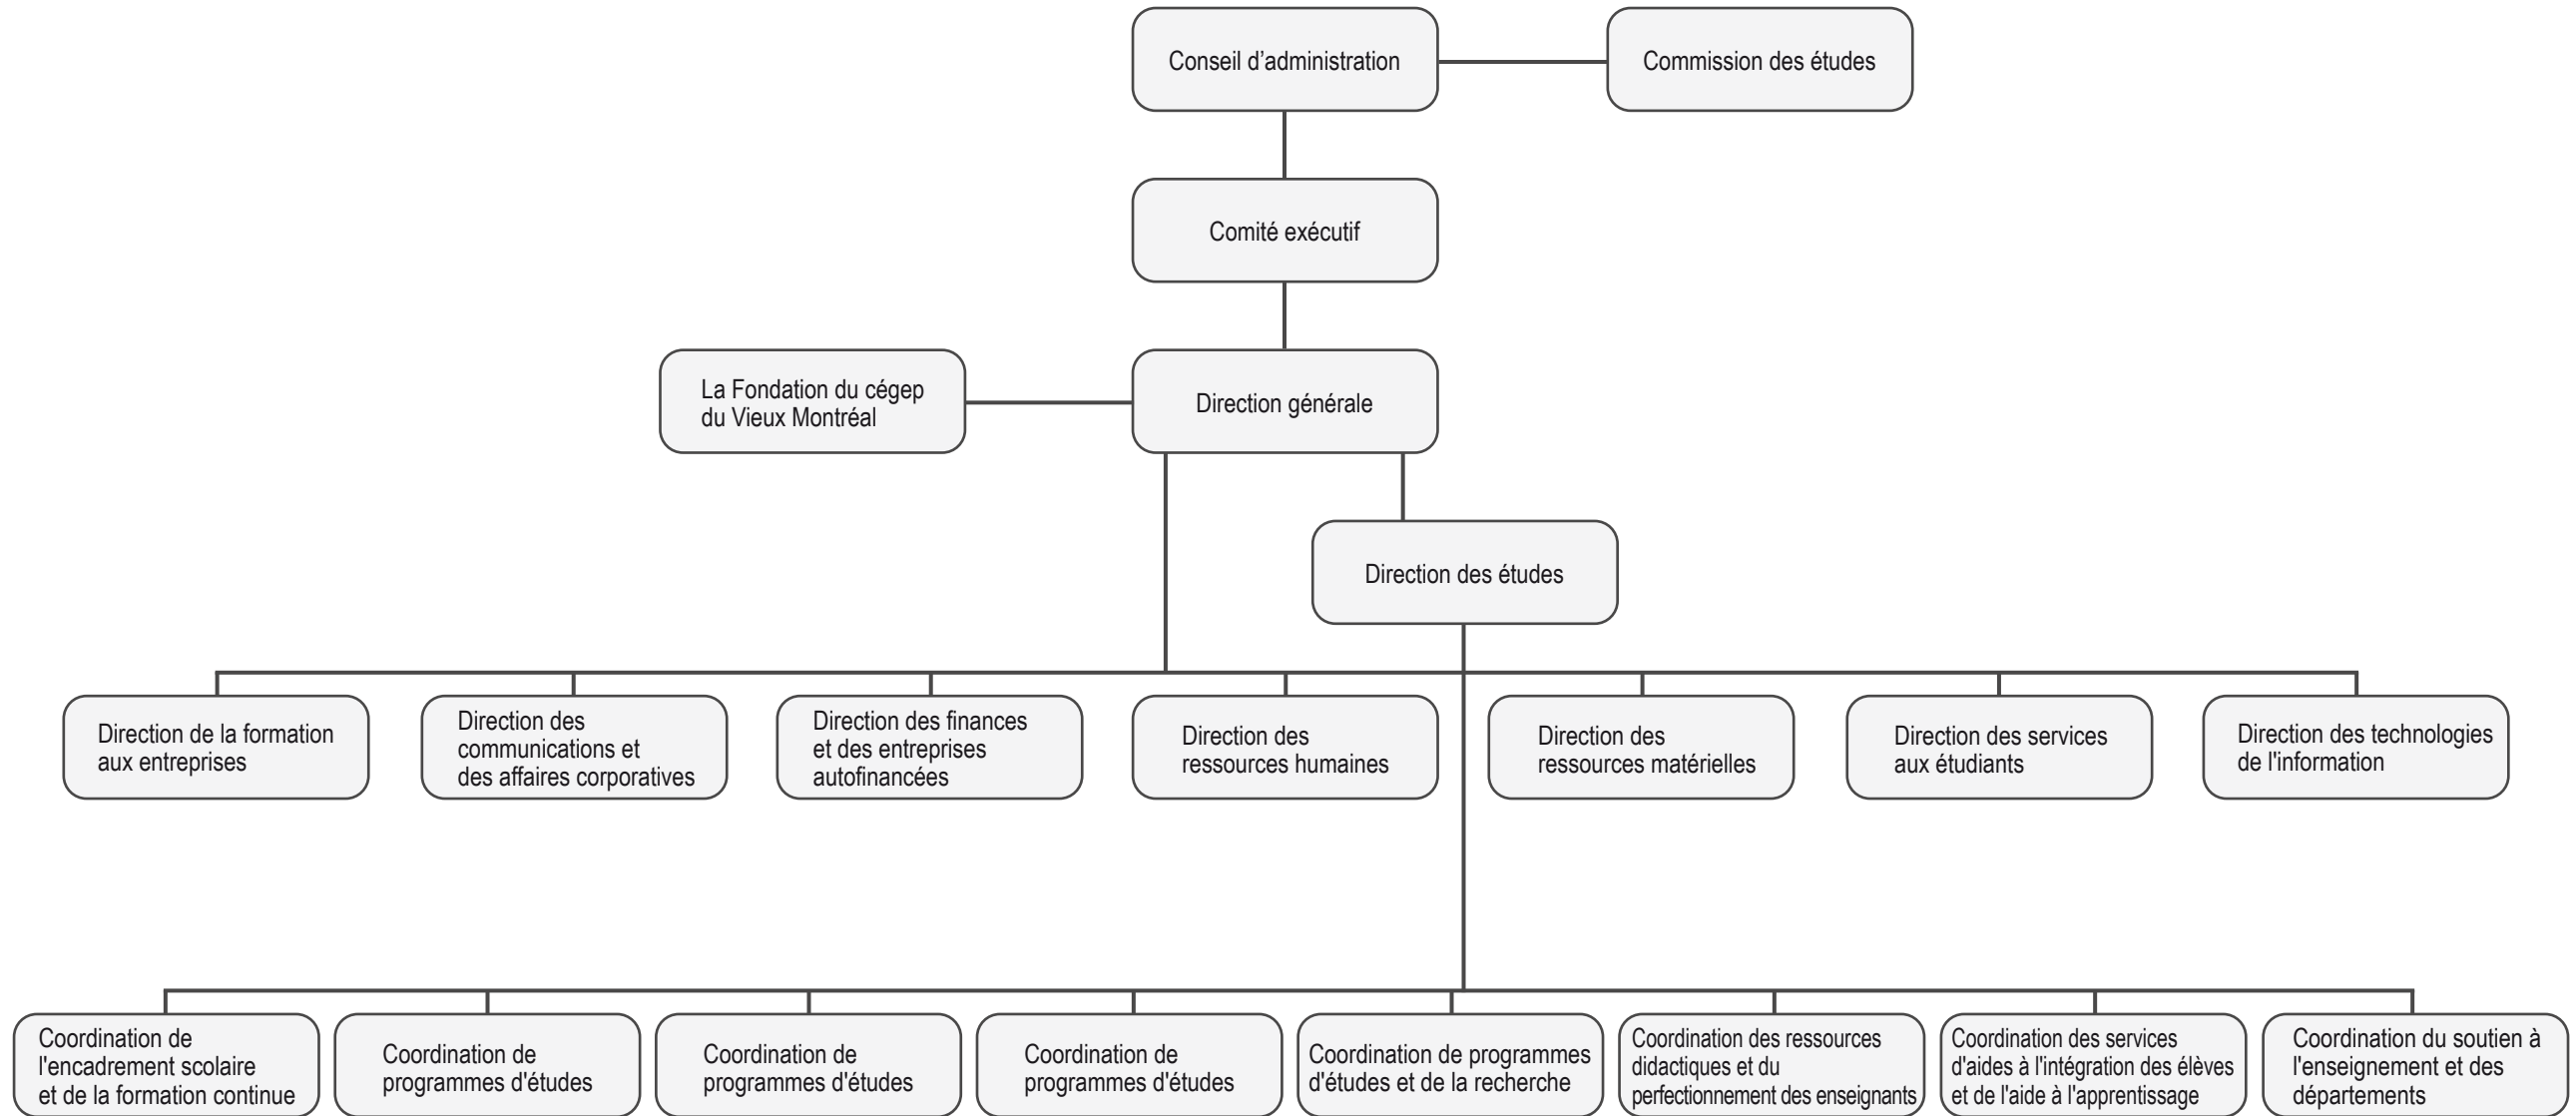 Conseil d’administration
Commission des études
Comité exécutif
La Fondation du cégep
du Vieux Montréal
Direction générale
Direction des études
Direction de la formation
aux entreprises
Direction des
communications et
des affaires corporatives
Direction des finances
et des entreprises
autofinancées
Direction des
ressources humaines
Direction des
ressources matérielles
Direction des services
aux étudiants
Direction des technologies
de l'information
Coordination de
l'encadrement scolaire
et de la formation continue
Coordination de
programmes d'études
Coordination de
programmes d'études
Coordination de
programmes d'études
Coordination de programmes
d'études et de la recherche
Coordination des ressources
didactiques et du
perfectionnement des enseignants
Coordination des services
d'aides à l'intégration des élèves
et de l'aide à l'apprentissage
Coordination du soutien à
l'enseignement et des
départements